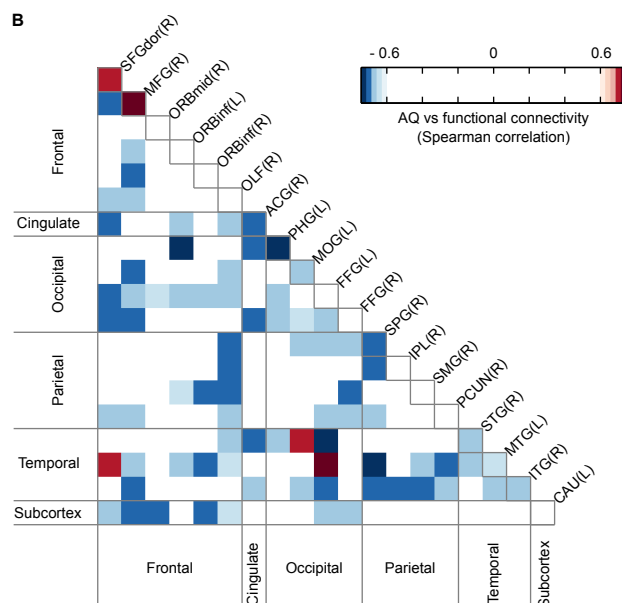 B
SFGdor(R)
MFG(R)
ORBmid(R)
ORBinf(L)
ORBinf(R)
OLF(R)
ACG(R)
PHG(L)
MOG(L)
FFG(L)
FFG(R)
SPG(R)
IPL(R)
SMG(R)
PCUN(R)
STG(R)
MTG(L)
ITG(R)
CAU(L)
- 0.6 0 0.6
AQ vs functional connectivity
(Spearman correlation)
Frontal
Cingulate
Occipital
Parietal
Temporal
Subcortex
Frontal
Cingulate
Occipital
Parietal
Temporal
Subcortex